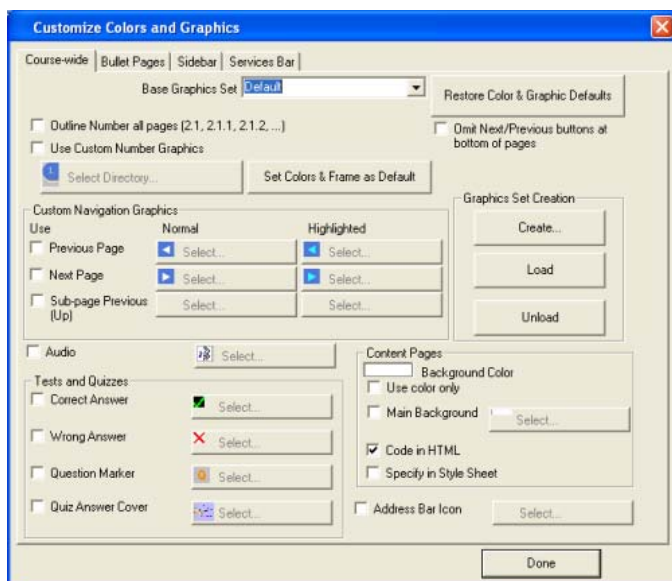 Customize Colors and Graphics
Course-wide Bullet Pages Sidebar Services Bar
Base Graphics Set Default
Restore Color & Graphic Defaults
Outline Number all pages (2.1, 2.1.1, 2.1.2, ...)
Omit Next/Previous buttons at
bottom of pages
Use Custom Number Graphics
Select Directory... Set Colors & Frame as Default
Graphics Set Creation
Create...
Load
Unload
Custom Navigation Graphics
Use Normal Highlighted
Previous Page Select... Select...
Next Page Select... Select...
Sub-page Previous
(Up) Select... Select...
Audio Select...
Tests and Quizzes
Correct Answer Select...
Wrong Answer Select...
Question Marker Select...
Quiz Answer Cover Select...
Content Pages
Background Color
Use color only
Main Background Select...
Code in HTML
Specify in Style Sheet
Address Bar Icon Select...
Done